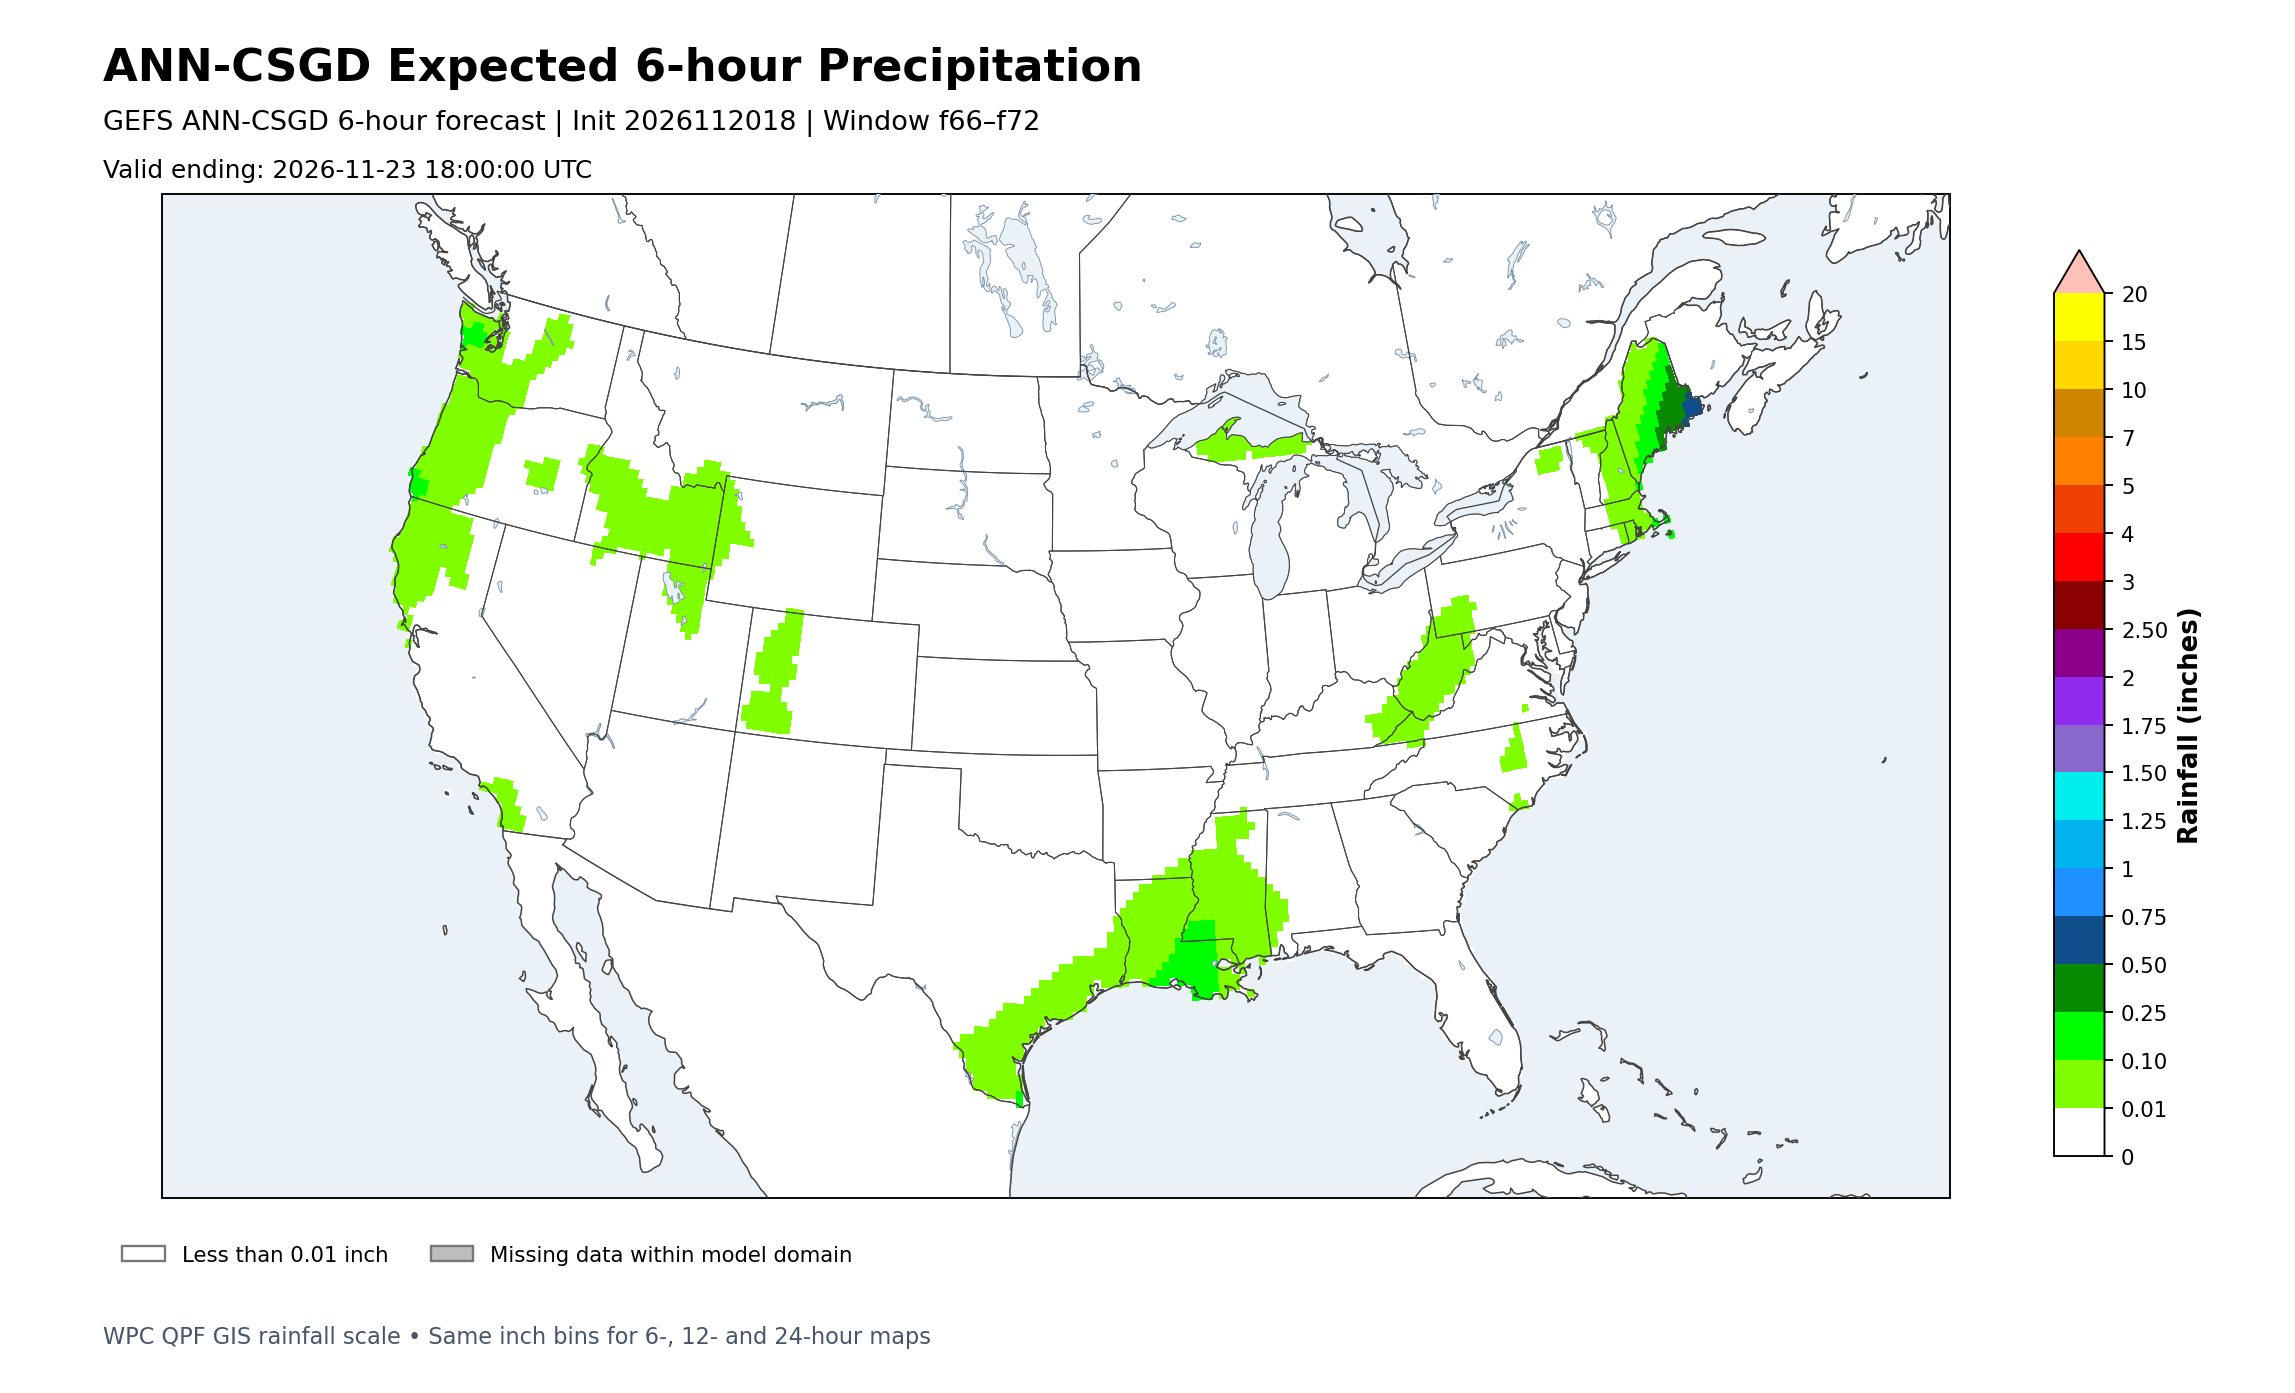 ANN-CSGD Expected 6-hour Precipitation
GEFS ANN-CSGD 6-hour forecast | Init 2026112018 | Window f66–f72
Valid ending: 2026-11-23 18:00:00 UTC
20
15
10
7
5
4
3
2.50
2
1.75
1.50
1.25
1
0.75
0.50
0.25
0.10
0.01
0
Rainfall (inches)
Less than 0.01 inch
Missing data within model domain
WPC QPF GIS rainfall scale • Same inch bins for 6-, 12- and 24-hour maps